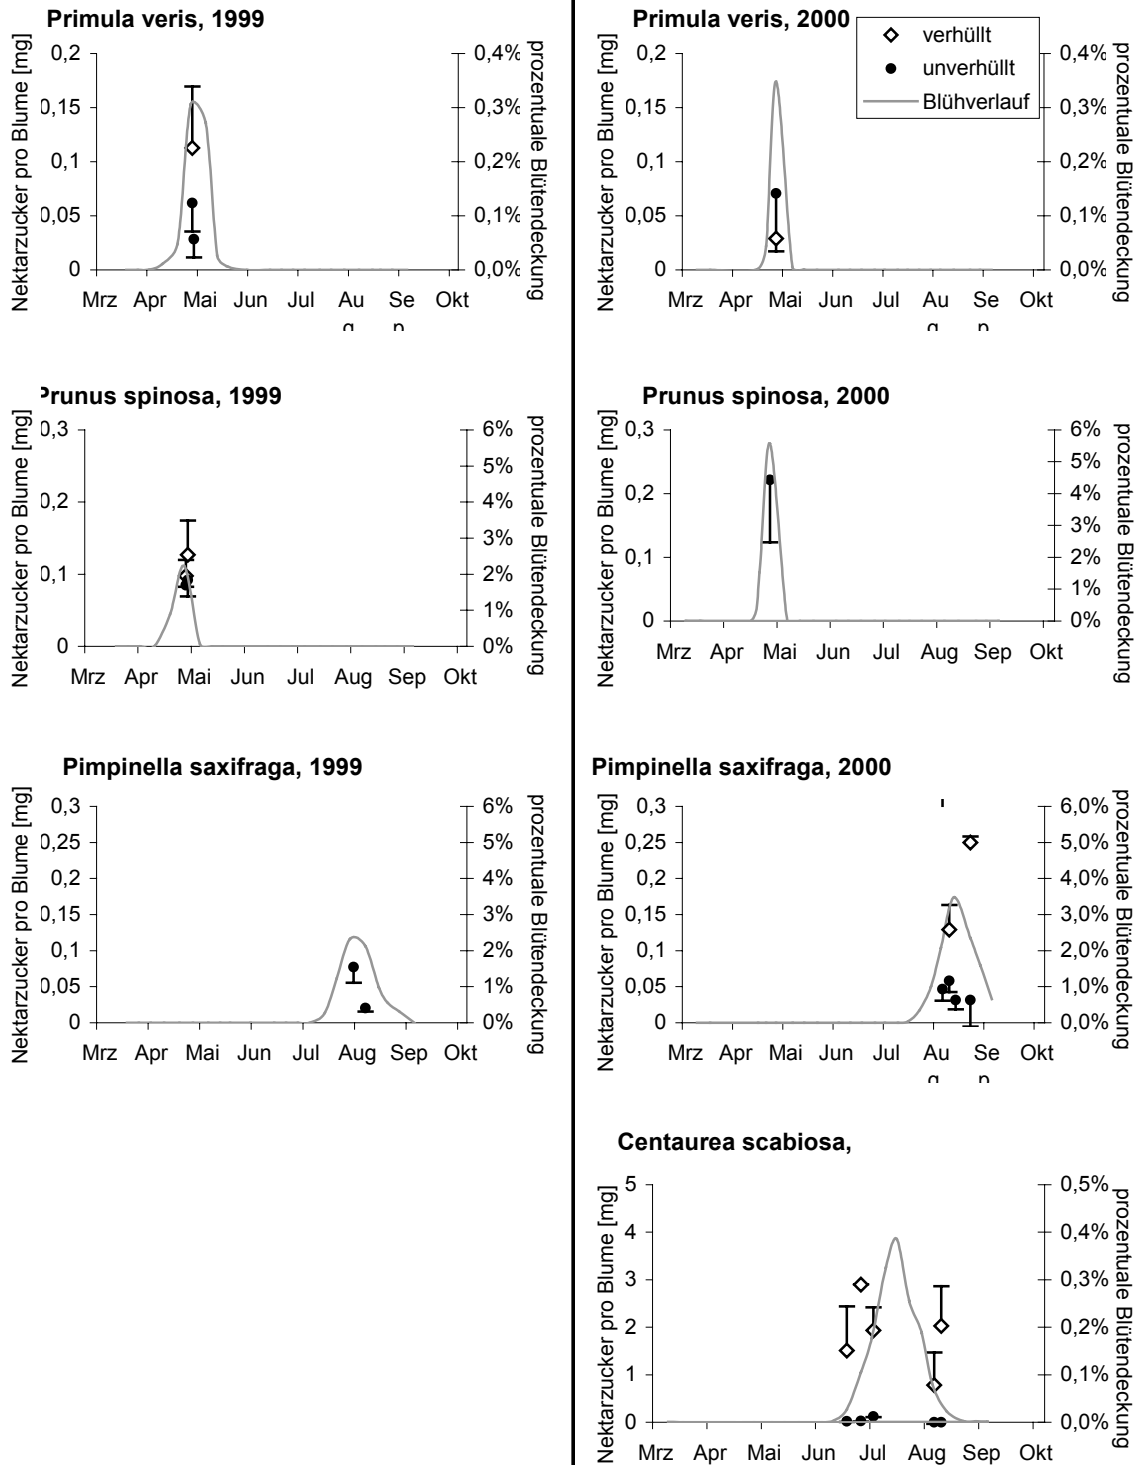 Primula veris, 1999
Nektarzucker pro Blume [mg]
0,2
0,15
0,1
0,05
0
0,4%
0,3%
0,2%
0,1%
0,0%
prozentuale Blütendeckung
Mrz Apr Mai Jun Jul Au Se Okt
Primula veris, 2000
verhüllt
unverhüllt
Blühverlauf
Nektarzucker pro Blume [mg]
0,2
0,15
0,1
0,05
0
0,4%
0,3%
0,2%
0,1%
0,0%
prozentuale Blütendeckung
Mrz Apr Mai Jun Jul Au Se Okt
Prunus spinosa, 1999
Nektarzucker pro Blume [mg]
0,3
0,2
0,1
0
6%
5%
4%
3%
2%
1%
0%
prozentuale Blütendeckung
Mrz Apr Mai Jun Jul Aug Sep Okt
Prunus spinosa, 2000
Nektarzucker pro Blume [mg]
0,3
0,2
0,1
0
6%
5%
4%
3%
2%
1%
0%
prozentuale Blütendeckung
Mrz Apr Mai Jun Jul Aug Sep Okt
Pimpinella saxifraga, 1999
Nektarzucker pro Blume [mg]
0,3
0,25
0,2
0,15
0,1
0,05
0
6%
5%
4%
3%
2%
1%
0%
prozentuale Blütendeckung
Mrz Apr Mai Jun Jul Aug Sep Okt
Pimpinella saxifraga, 2000
Nektarzucker pro Blume [mg]
0,3
0,25
0,2
0,15
0,1
0,05
0
6,0%
5,0%
4,0%
3,0%
2,0%
1,0%
0,0%
prozentuale Blütendeckung
Mrz Apr Mai Jun Jul Au Se Okt
Centaurea scabiosa,
Nektarzucker pro Blume [mg]
5
4
3
2
1
0
0,5%
0,4%
0,3%
0,2%
0,1%
0,0%
prozentuale Blütendeckung
Mrz Apr Mai Jun Jul Aug Sep Okt